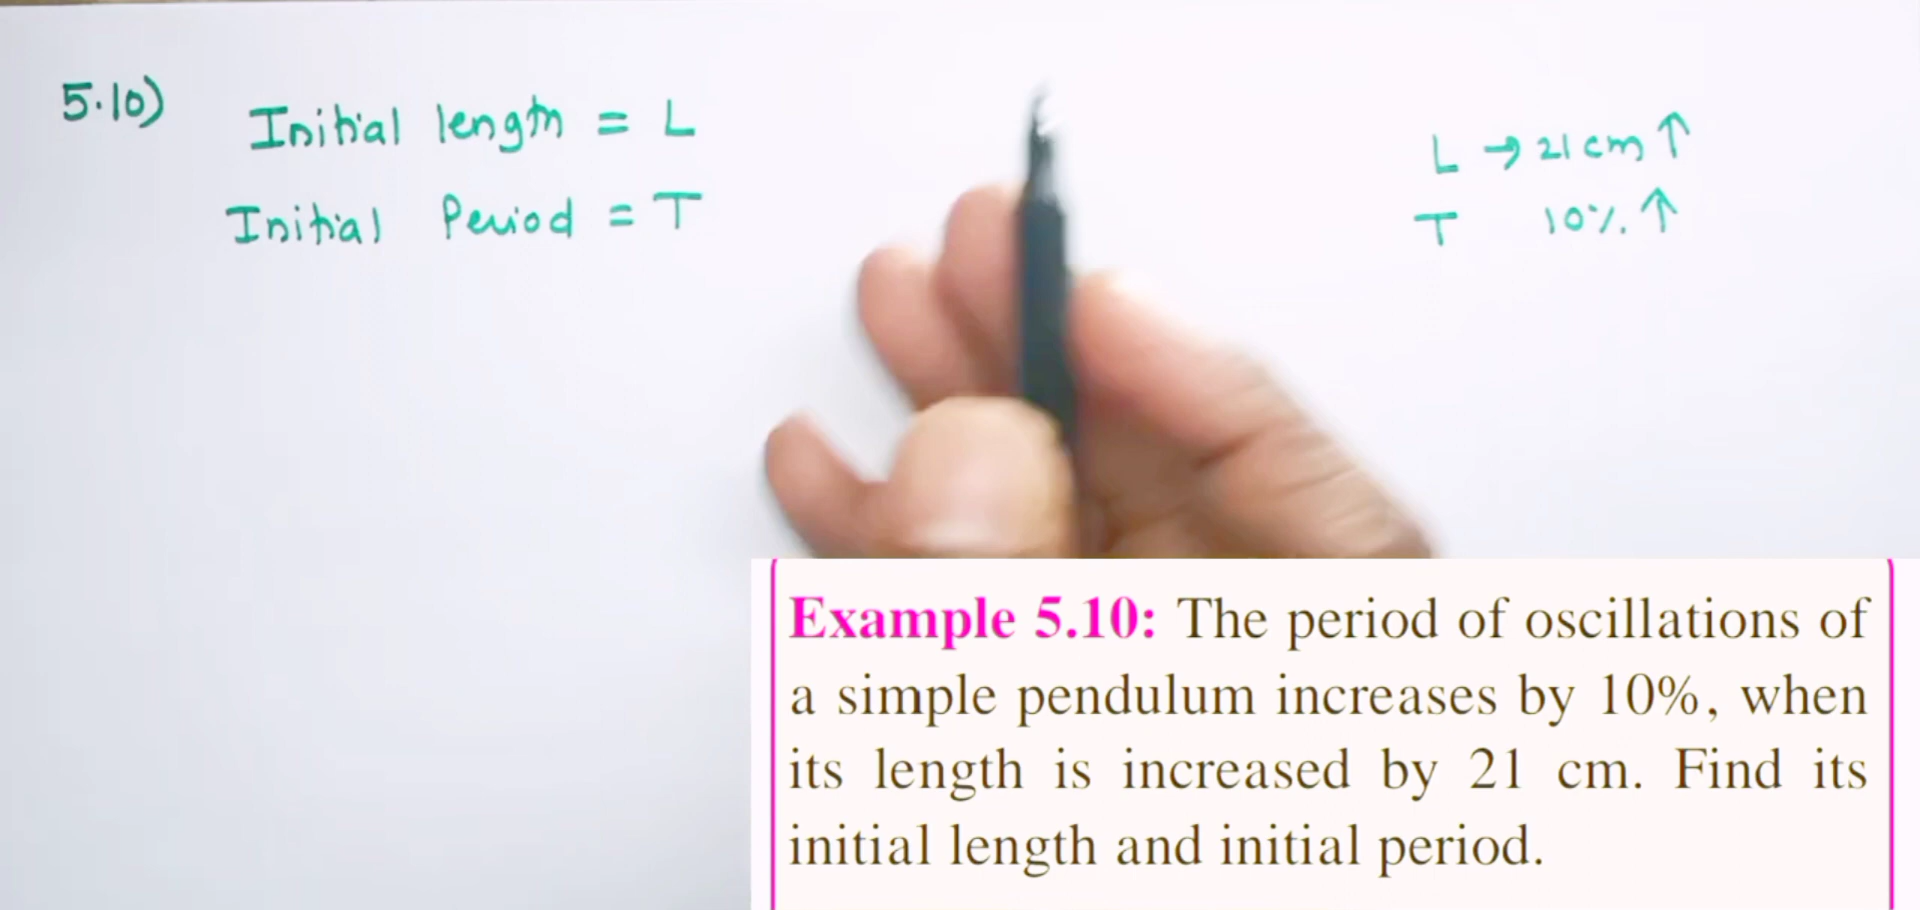 5.10)
Initial length = L
Initial Period = T
L → 21 cm ↑
T 10% ↑
Example 5.10: The period of oscillations of
a simple pendulum increases by 10%, when
its length is increased by 21 cm. Find its
initial length and initial period.